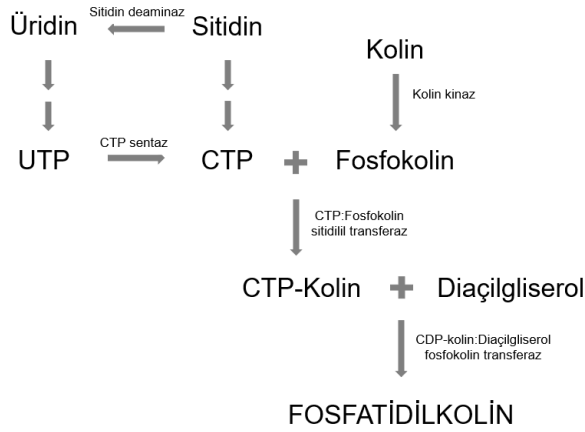 Üridin
Sitidin deaminaz
Sitidin
Kolin
Kolin kinaz
UTP
CTP sentaz
CTP
+
Fosfokolin
CTP:Fosfokolin
sitidilil transferaz
CTP-Kolin
+
Diaçilgliserol
CDP-kolin:Diaçilgliserol
fosfokolin transferaz
FOSFATİDİLKOLİN